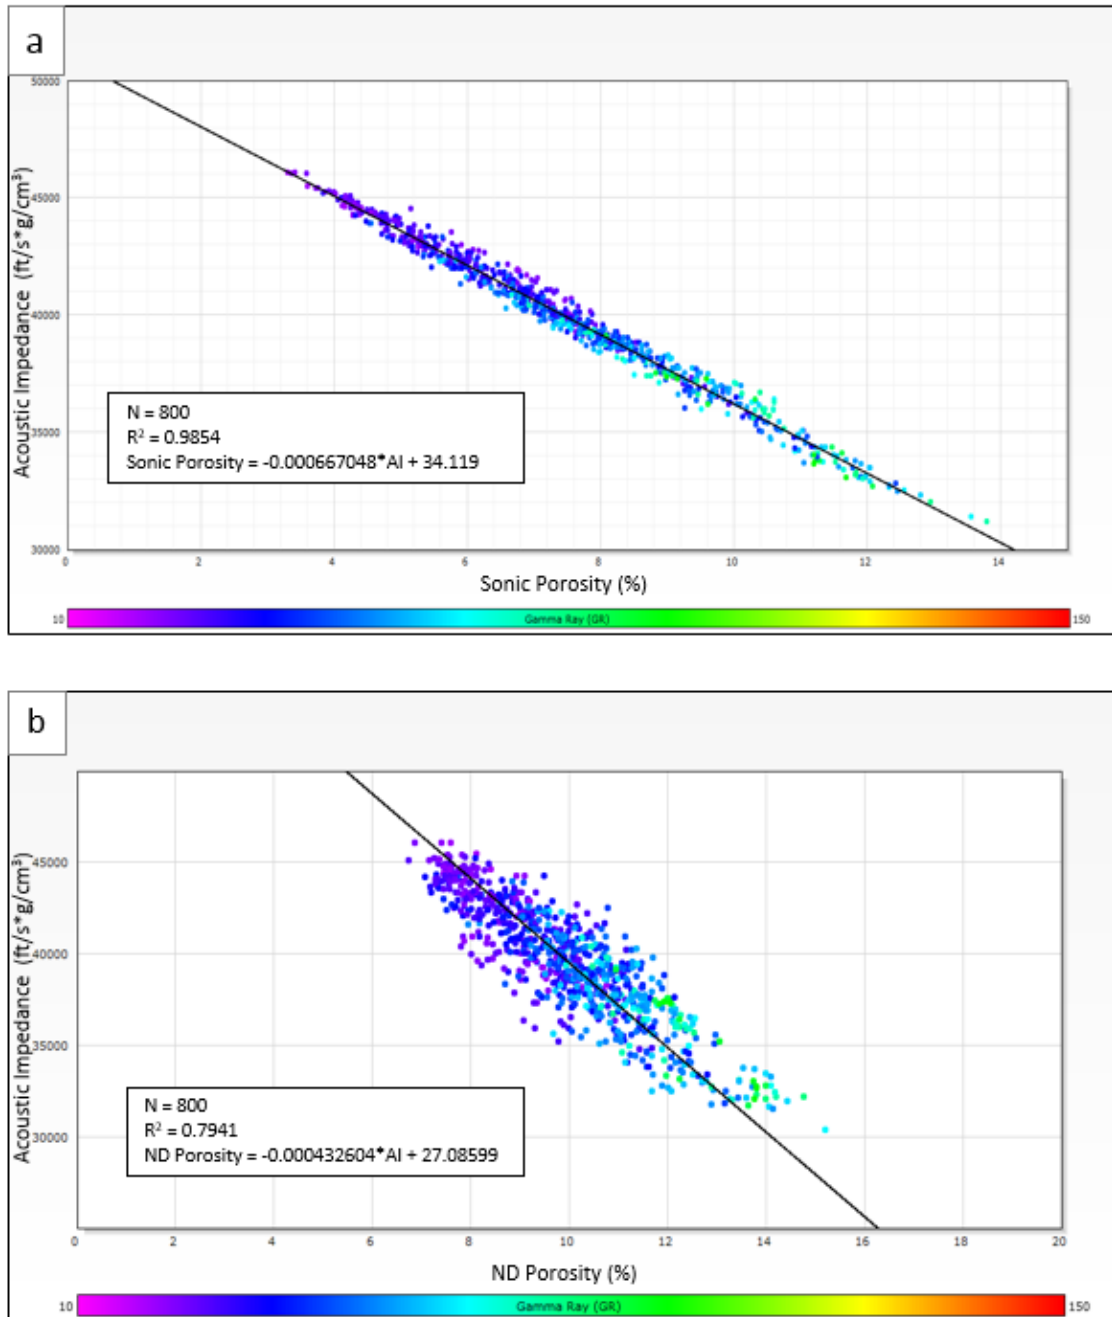 a
50000
45000
40000
35000
30000
Acoustic Impedance (ft/s*g/cm³)
N = 800
R² = 0.9854
Sonic Porosity = -0.000667048*AI + 34.119
0 2 4 6 8 10 12 14
Sonic Porosity (%)
10 Gamma Ray (GR) 150
b
45000
40000
35000
30000
Acoustic Impedance (ft/s*g/cm³)
N = 800
R² = 0.7941
ND Porosity = -0.000432604*AI + 27.08599
0 2 4 6 8 10 12 14 16 18 20
ND Porosity (%)
10 Gamma Ray (GR) 150